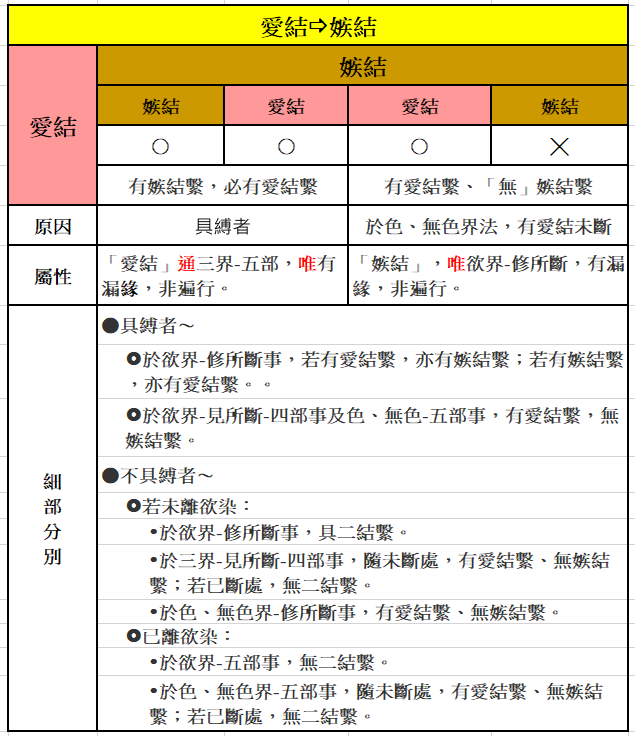 愛結⇨嫉結
愛結
嫉結
嫉結 愛結 愛結 嫉結
○ ○ ○ ╳
有嫉結繫，必有愛結繫 有愛結繫、「無」嫉結繫
原因 具縛者 於色、無色界法，有愛結未斷
屬性
「愛結」通三界-五部，唯有
漏緣，非遍行。
「嫉結」，唯欲界-修所斷，有漏
緣，非遍行。
細部分別
●具縛者～
⊙於欲界-修所斷事，若有愛結繫，亦有嫉結繫；若有嫉結繫
，亦有愛結繫。。
⊙於欲界-見所斷-四部事及色、無色-五部事，有愛結繫，無
嫉結繫。
●不具縛者～
⊙若未離欲染：
•於欲界-修所斷事，具二結繫。
•於三界-見所斷-四部事，隨未斷處，有愛結繫、無嫉結
繫；若已斷處，無二結繫。
•於色、無色界-修所斷事，有愛結繫、無嫉結繫。
⊙已離欲染：
•於欲界-五部事，無二結繫。
•於色、無色界-五部事，隨未斷處，有愛結繫、無嫉結
繫；若已斷處，無二結繫。